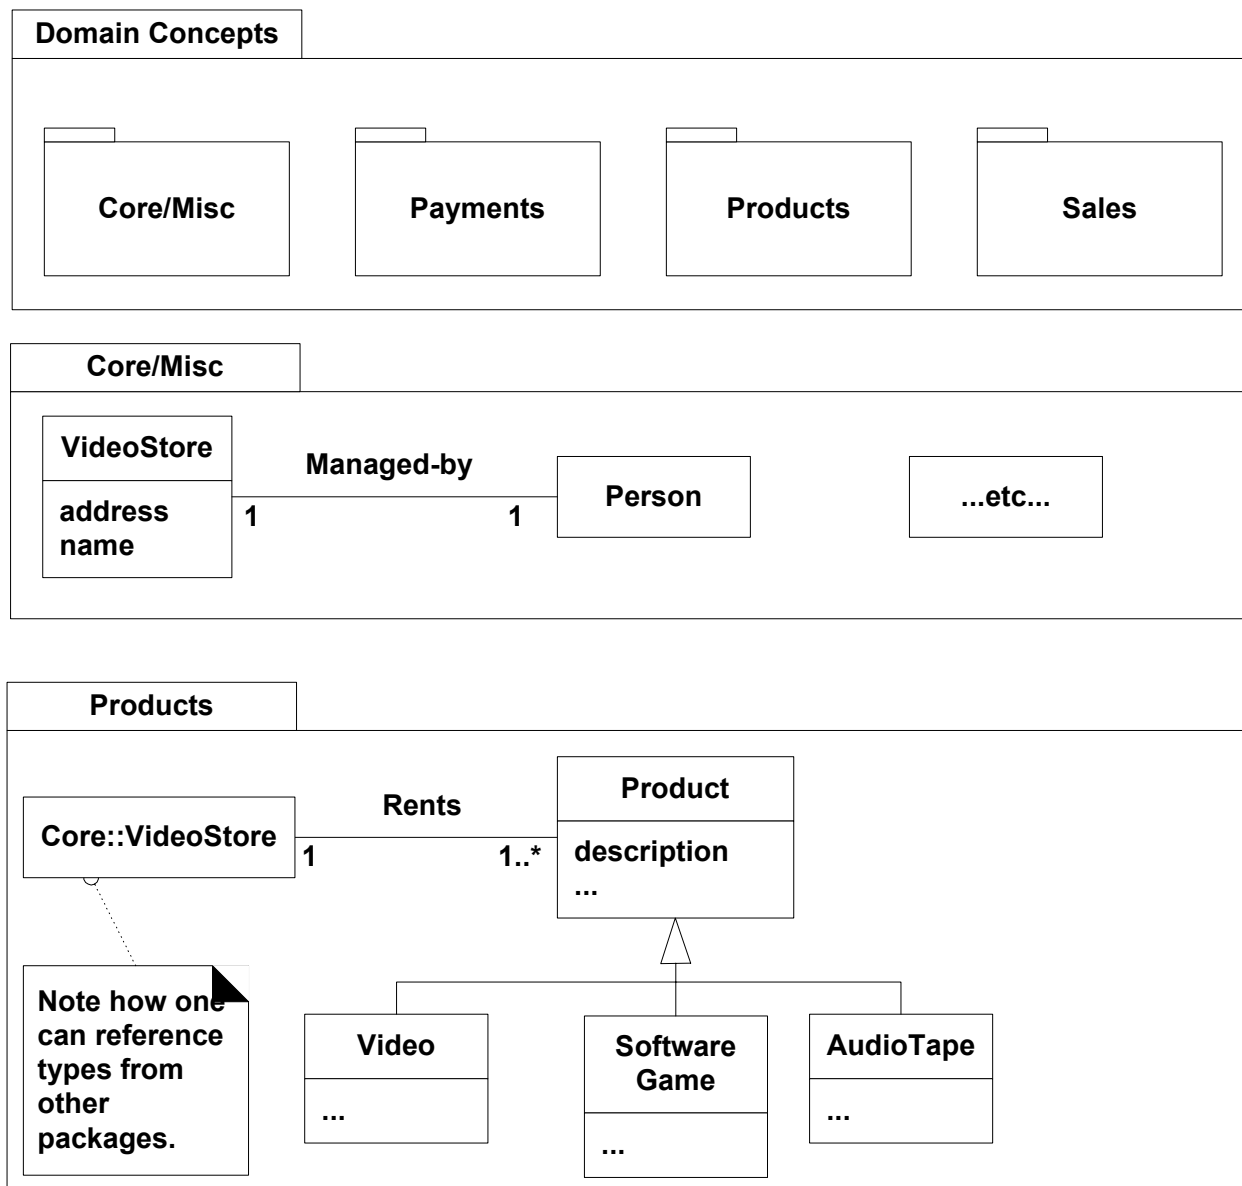 Domain Concepts
Core/Misc
Payments
Products
Sales
Core/Misc
VideoStore
address
name
Managed-by
1
1
Person
...etc...
Products
Core::VideoStore
Rents
1
1..*
Product
description
...
Note how one
can reference
types from
other
packages.
Video
...
Software
Game
...
AudioTape
...